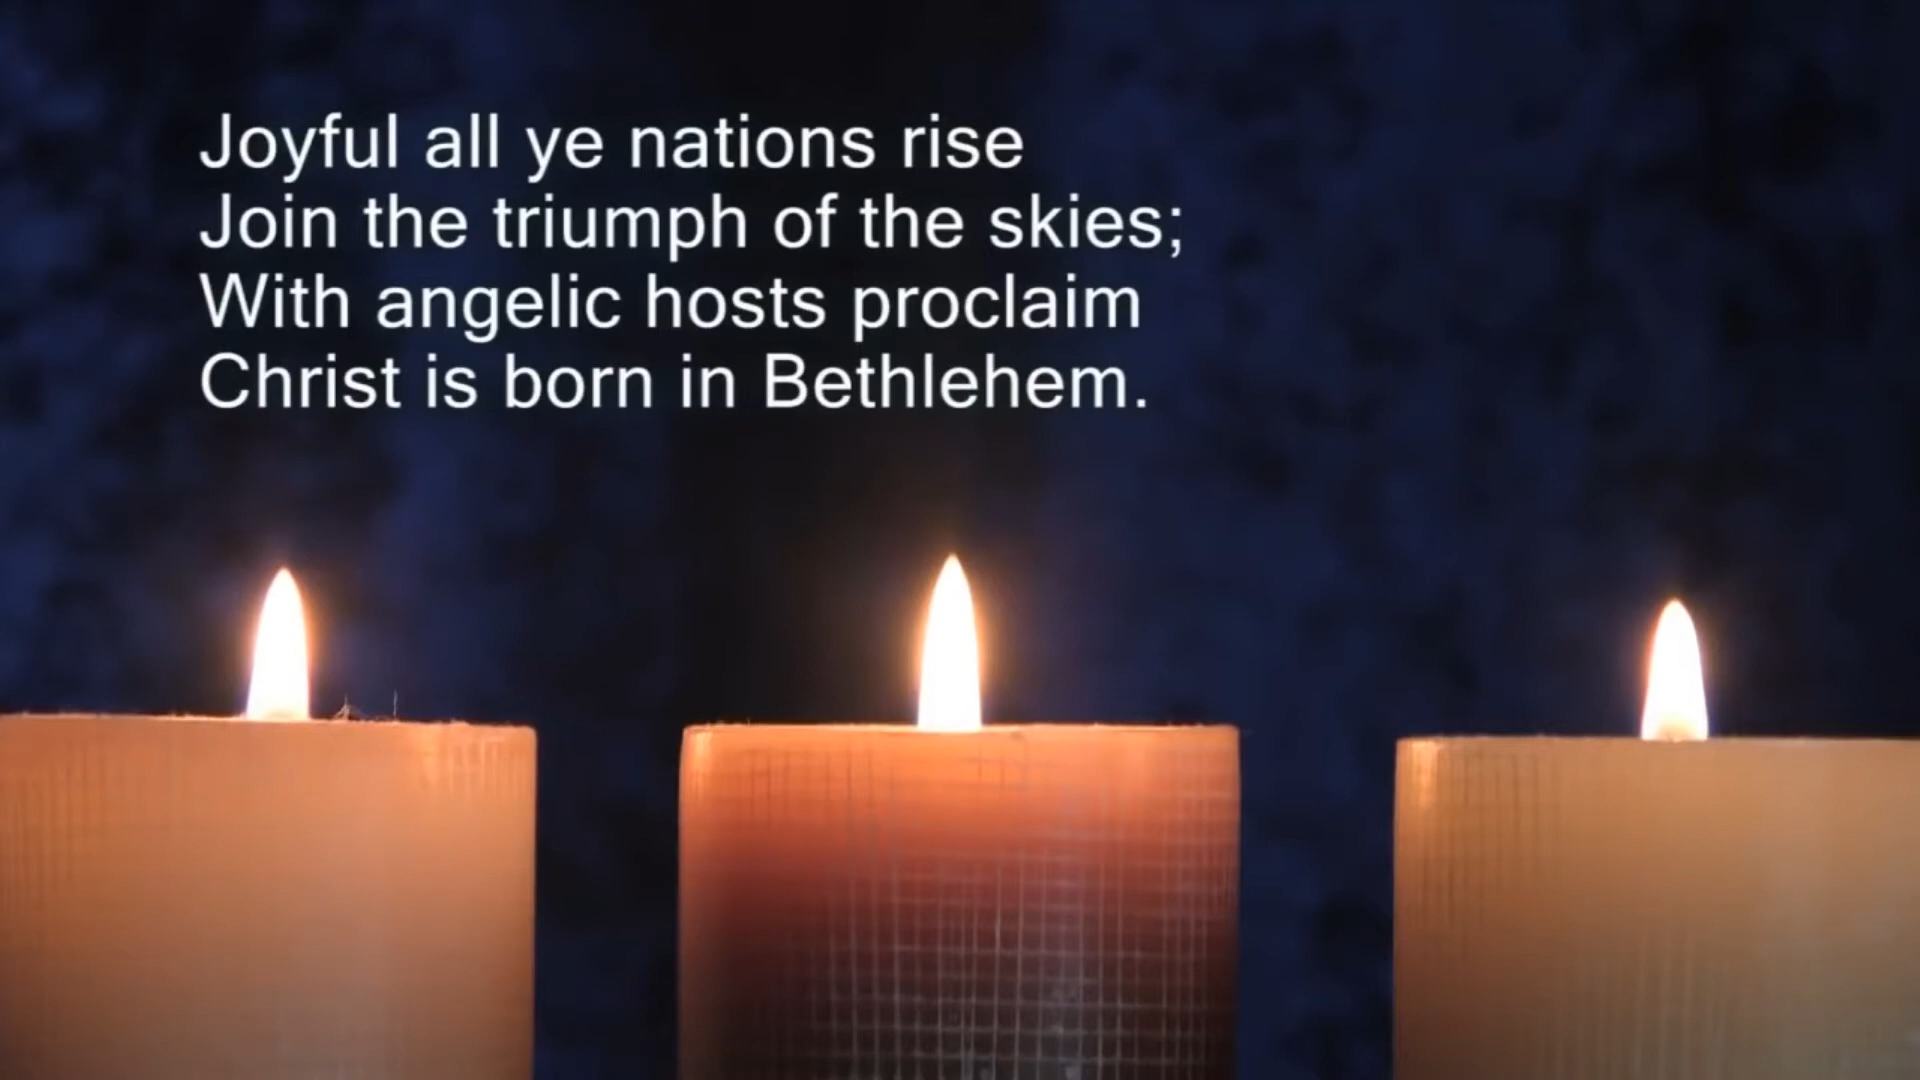 Joyful all ye nations rise
Join the triumph of the skies;
With angelic hosts proclaim
Christ is born in Bethlehem.